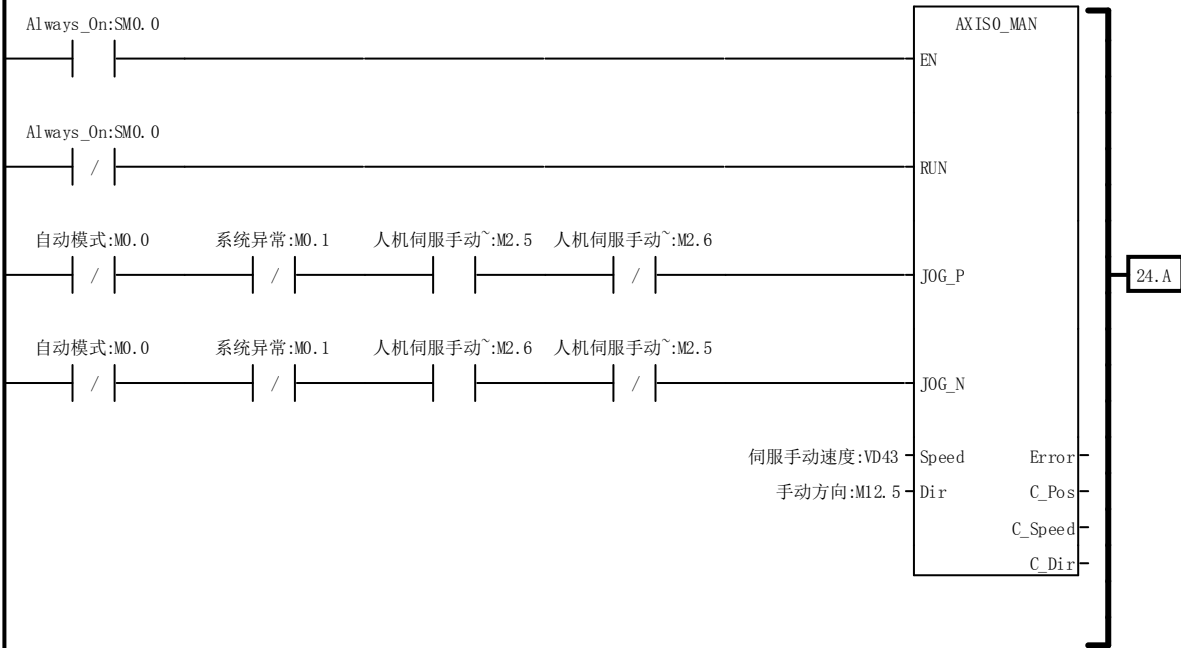 Always_On:SM0.0
AXIS0_MAN
EN
Always_On:SM0.0
/
RUN
自动模式:M0.0 系统异常:M0.1 人机伺服手动~:M2.5 人机伺服手动~:M2.6
/ / /
JOG_P
24.A
自动模式:M0.0 系统异常:M0.1 人机伺服手动~:M2.6 人机伺服手动~:M2.5
/ / /
JOG_N
伺服手动速度:VD43 Speed Error
手动方向:M12.5 Dir C_Pos
C_Speed
C_Dir